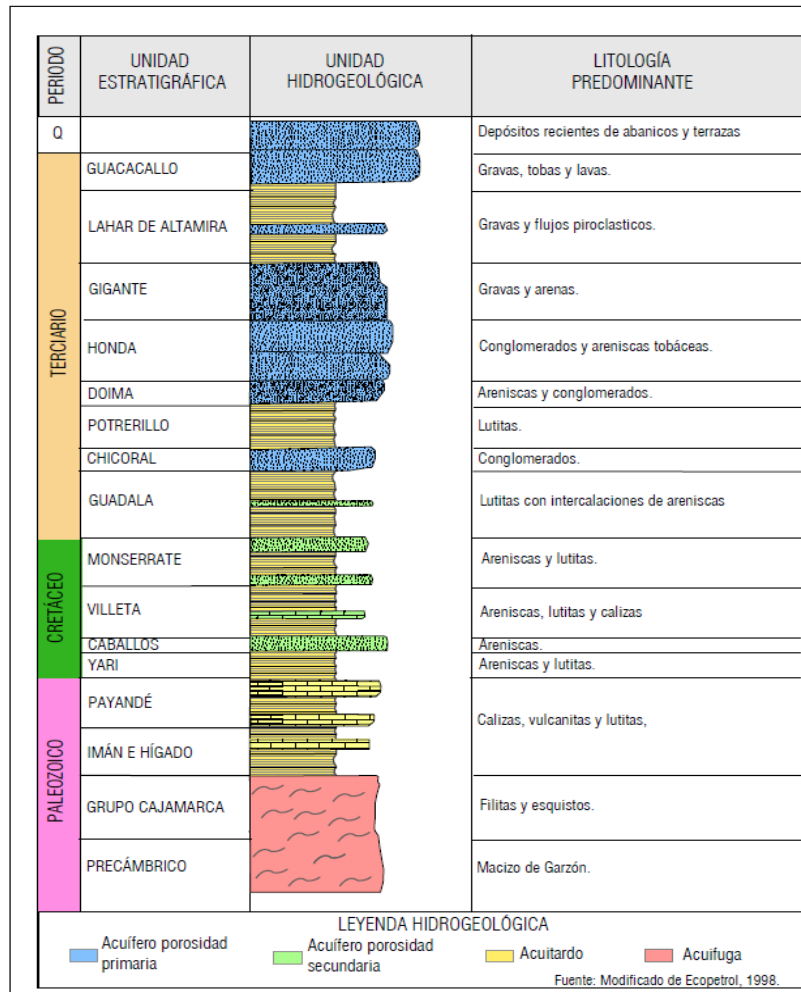 PERIODO
UNIDAD
ESTRATIGRÁFICA
UNIDAD
HIDROGEOLÓGICA
LITOLOGÍA
PREDOMINANTE
Q
Depósitos recientes de abanicos y terrazas
TERCIARIO
GUACACALLO
Gravas, tobas y lavas.
LAHAR DE ALTAMIRA
Gravas y flujos piroclasticos.
GIGANTE
Gravas y arenas.
HONDA
Conglomerados y areniscas tobáceas.
DOIMA
Areniscas y conglomerados.
POTRERILLO
Lutitas.
CHICORAL
Conglomerados.
GUADALA
Lutitas con intercalaciones de areniscas
CRETÁCEO
MONSERRATE
Areniscas y lutitas.
VILLETA
Areniscas, lutitas y calizas
CABALLOS
Areniscas.
YARI
Areniscas y lutitas.
PALEOZOICO
PAYANDÉ
Calizas, vulcanitas y lutitas,
IMÁN E HÍGADO
GRUPO CAJAMARCA
Filitas y esquistos.
PRECÁMBRICO
Macizo de Garzón.
LEYENDA HIDROGEOLÓGICA
Acuífero porosidad
primaria
Acuífero porosidad
secundaria
Acuitardo
Acuifuga
Fuente: Modificado de Ecopetrol, 1998.